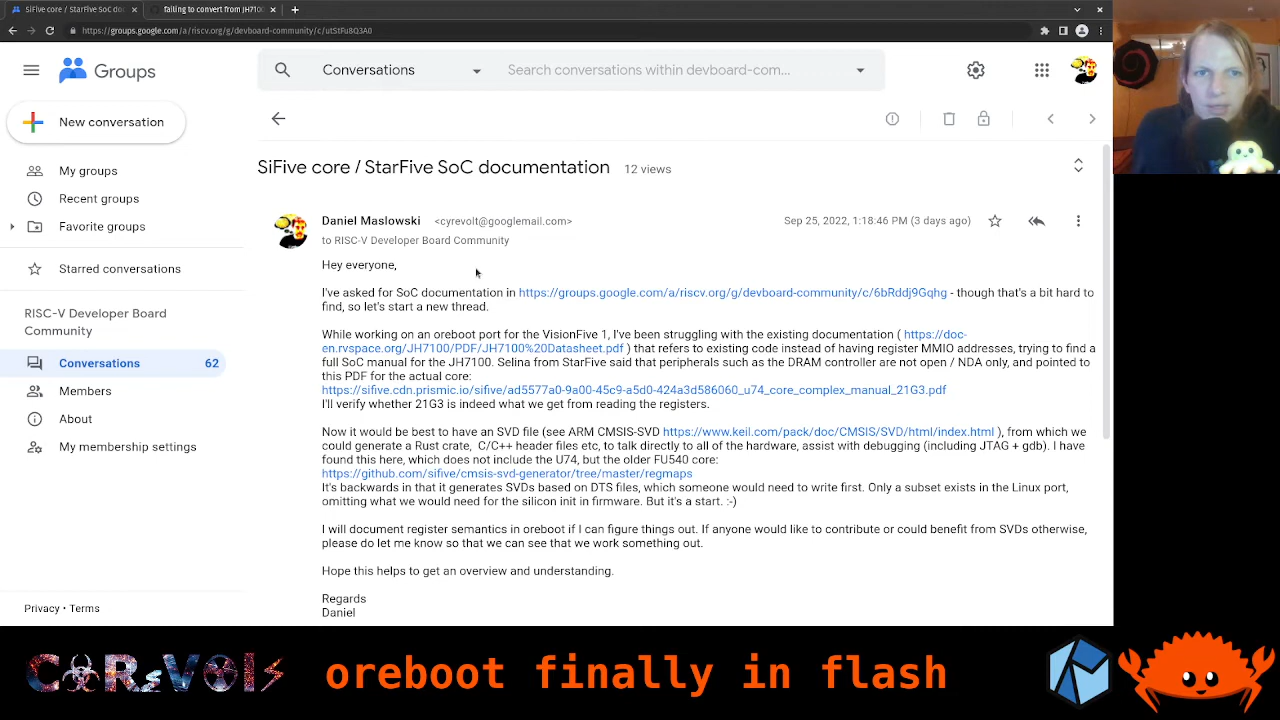 SiFive core / StarFive SoC doc
failing to convert from jH7100
https://groups.google.com/a/riscv.org/g/devboard-community/c/utStFu8Q3A0
Groups
Conversations
Search conversations within devboard-com...
New conversation
My groups
Recent groups
Favorite groups
Starred conversations
RISC-V Developer Board
Community
Conversations
62
Members
About
My membership settings
Privacy • Terms
SiFive core / StarFive SoC documentation
12 views
Daniel Maslowski <cyrevolt@googlemail.com>
Sep 25, 2022, 1:18:46 PM (3 days ago)
to RISC-V Developer Board Community
Hey everyone,
I've asked for SoC documentation in https://groups.google.com/a/riscv.org/g/devboard-community/c/6bRddj9Gqhg - though that's a bit hard to
find, so let's start a new thread.
While working on an oreboot port for the VisionFive 1, I've been struggling with the existing documentation ( https://doc-
en.rvspace.org/JH7100/PDF/JH7100%20Datasheet.pdf ) that refers to existing code instead of having register MMIO addresses, trying to find a
full SoC manual for the JH7100. Selina from StarFive said that peripherals such as the DRAM controller are not open / NDA only, and pointed to
this PDF for the actual core:
https://sifive.cdn.prismic.io/sifive/ad5577a0-9a00-45c9-a5d0-424a3d586060_u74_core_complex_manual_21G3.pdf
I'll verify whether 21G3 is indeed what we get from reading the registers.
Now it would be best to have an SVD file (see ARM CMSIS-SVD https://www.keil.com/pack/doc/CMSIS/SVD/html/index.html ), from which we
could generate a Rust crate, C/C++ header files etc, to talk directly to all of the hardware, assist with debugging (including JTAG + gdb). I have
found this here, which does not include the U74, but the older FU540 core:
https://github.com/sifive/cmsis-svd-generator/tree/master/regmaps
It's backwards in that it generates SVDs based on DTS files, which someone would need to write first. Only a subset exists in the Linux port,
omitting what we would need for the silicon init in firmware. But it's a start. :-)
I will document register semantics in oreboot if I can figure things out. If anyone would like to contribute or could benefit from SVDs otherwise,
please do let me know so that we can see that we work something out.
Hope this helps to get an overview and understanding.
Regards
Daniel
oreboot finally in flash